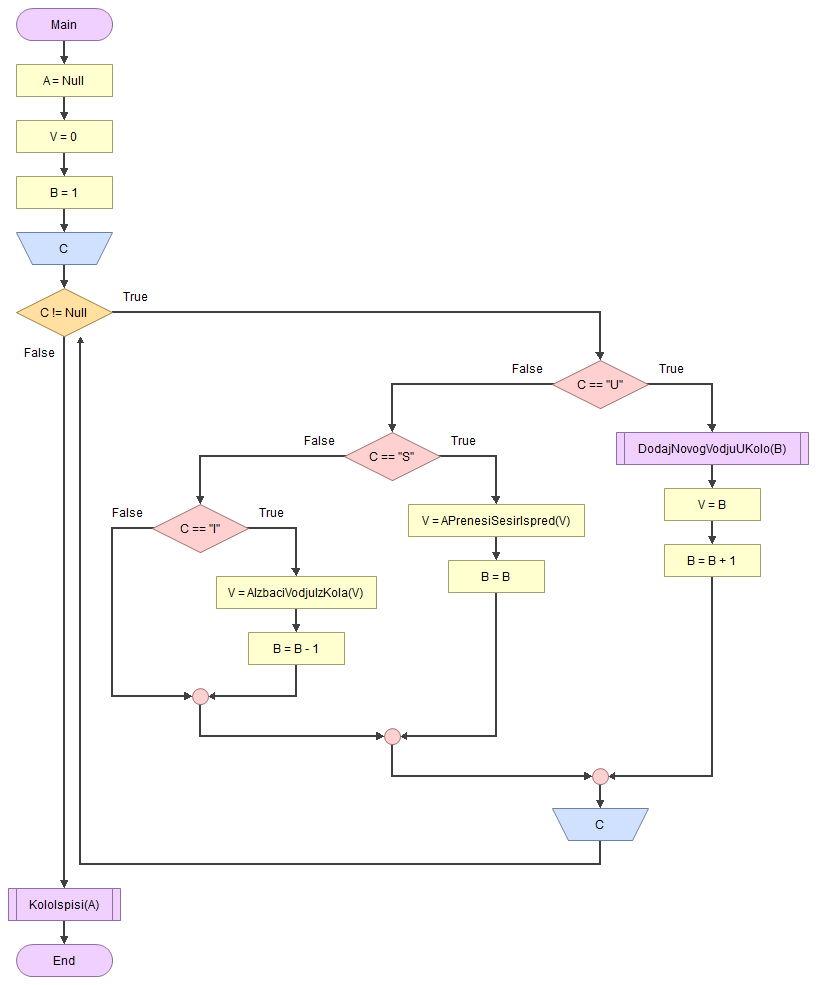 Main
A = Null
V = 0
B = 1
C
C != Null
True
False
C == "U"
False
True
C == "S"
False
True
DodajNovogVodjuUKolo(B)
V = B
B = B + 1
C == "I"
False
True
V = APrenesiSesirIspred(V)
B = B
V = AIzbaciVodjuIzKola(V)
B = B - 1
C
KoloIspisi(A)
End